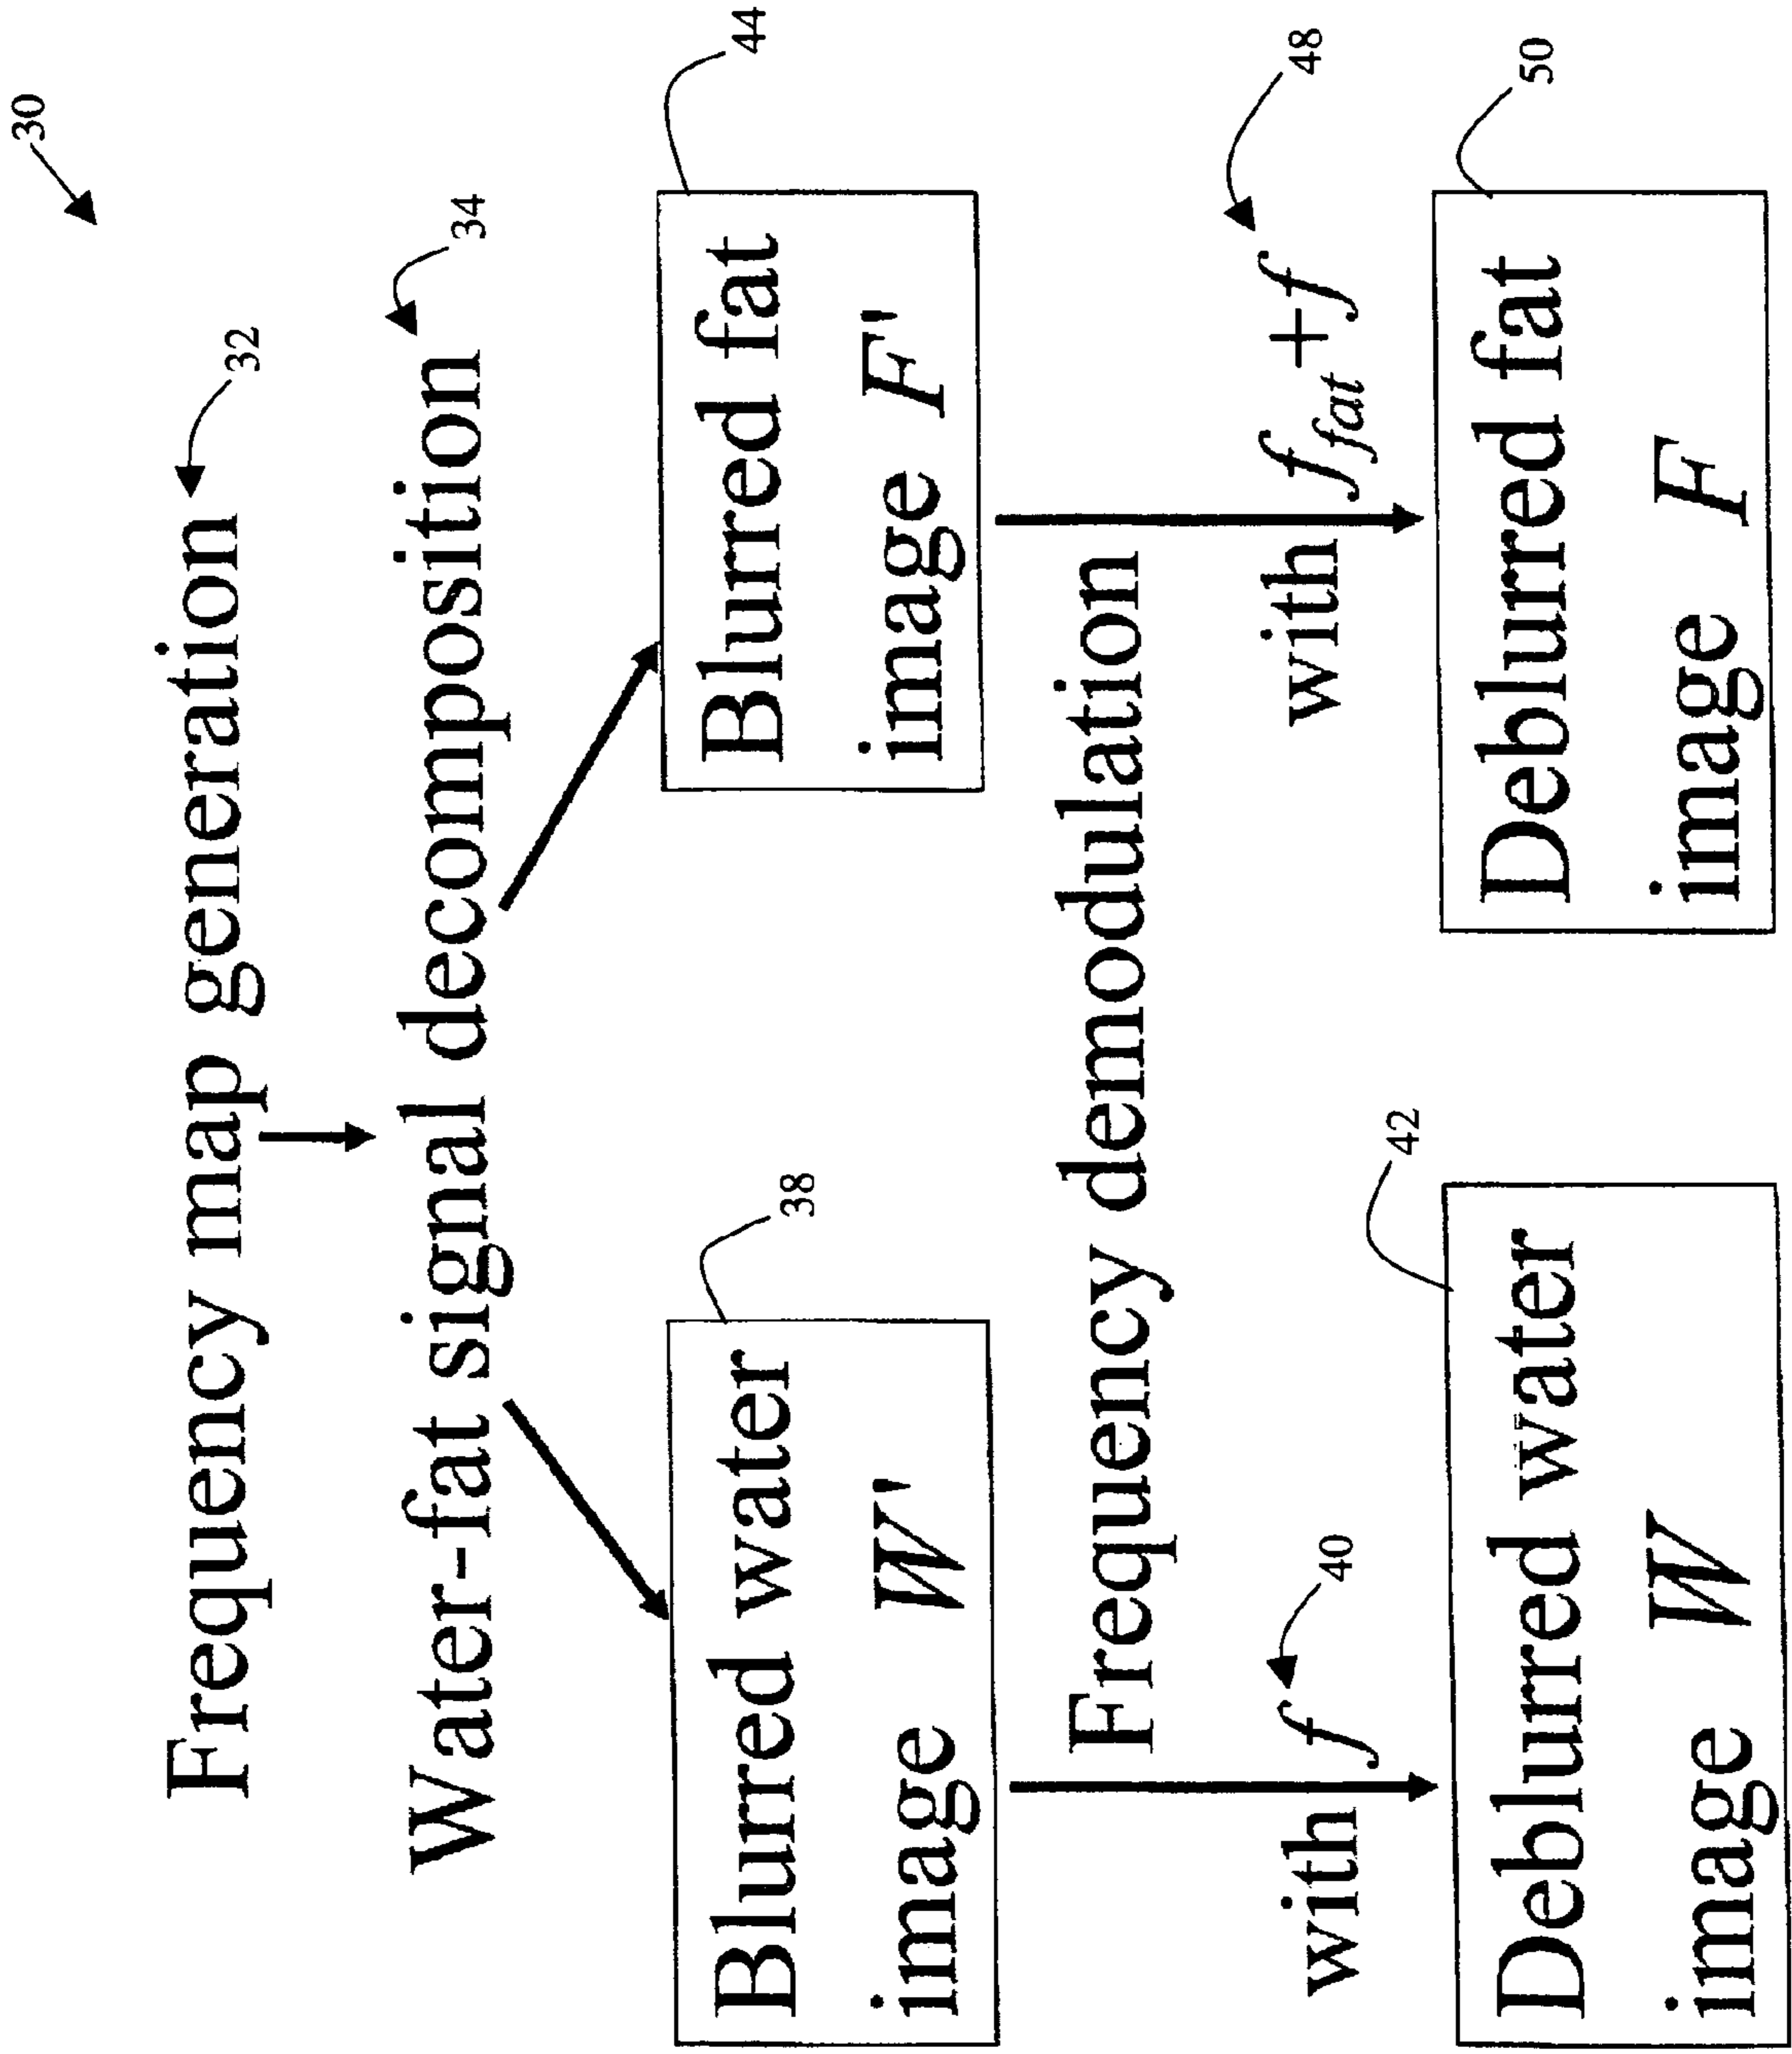 30
Frequency map generation
32
Water-fat signal decomposition
34
Blurred water
image W'
38
Blurred fat
image F'
44
Frequency demodulation
with f
40
with f_fat+f
48
Deblurred water
image W
42
Deblurred fat
image F
50